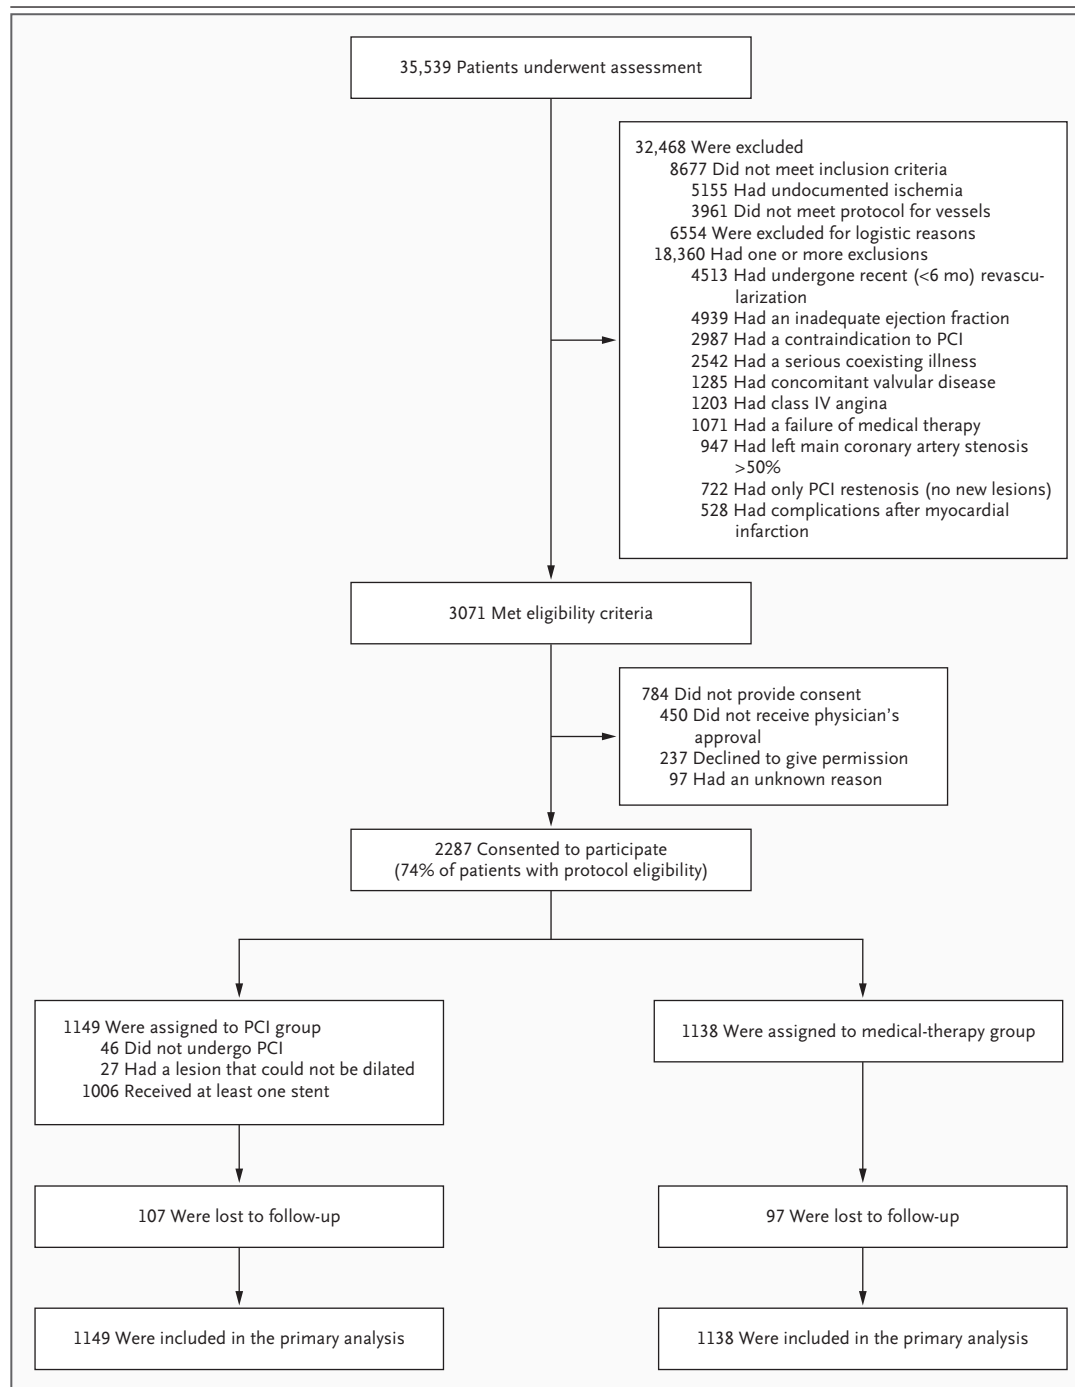 35,539 Patients underwent assessment
32,468 Were excluded
8677 Did not meet inclusion criteria
5155 Had undocumented ischemia
3961 Did not meet protocol for vessels
6554 Were excluded for logistic reasons
18,360 Had one or more exclusions
4513 Had undergone recent (<6 mo) revascu-
larization
4939 Had an inadequate ejection fraction
2987 Had a contraindication to PCI
2542 Had a serious coexisting illness
1285 Had concomitant valvular disease
1203 Had class IV angina
1071 Had a failure of medical therapy
947 Had left main coronary artery stenosis
>50%
722 Had only PCI restenosis (no new lesions)
528 Had complications after myocardial
infarction
3071 Met eligibility criteria
784 Did not provide consent
450 Did not receive physician’s
approval
237 Declined to give permission
97 Had an unknown reason
2287 Consented to participate
(74% of patients with protocol eligibility)
1149 Were assigned to PCI group
46 Did not undergo PCI
27 Had a lesion that could not be dilated
1006 Received at least one stent
1138 Were assigned to medical-therapy group
107 Were lost to follow-up
97 Were lost to follow-up
1149 Were included in the primary analysis
1138 Were included in the primary analysis